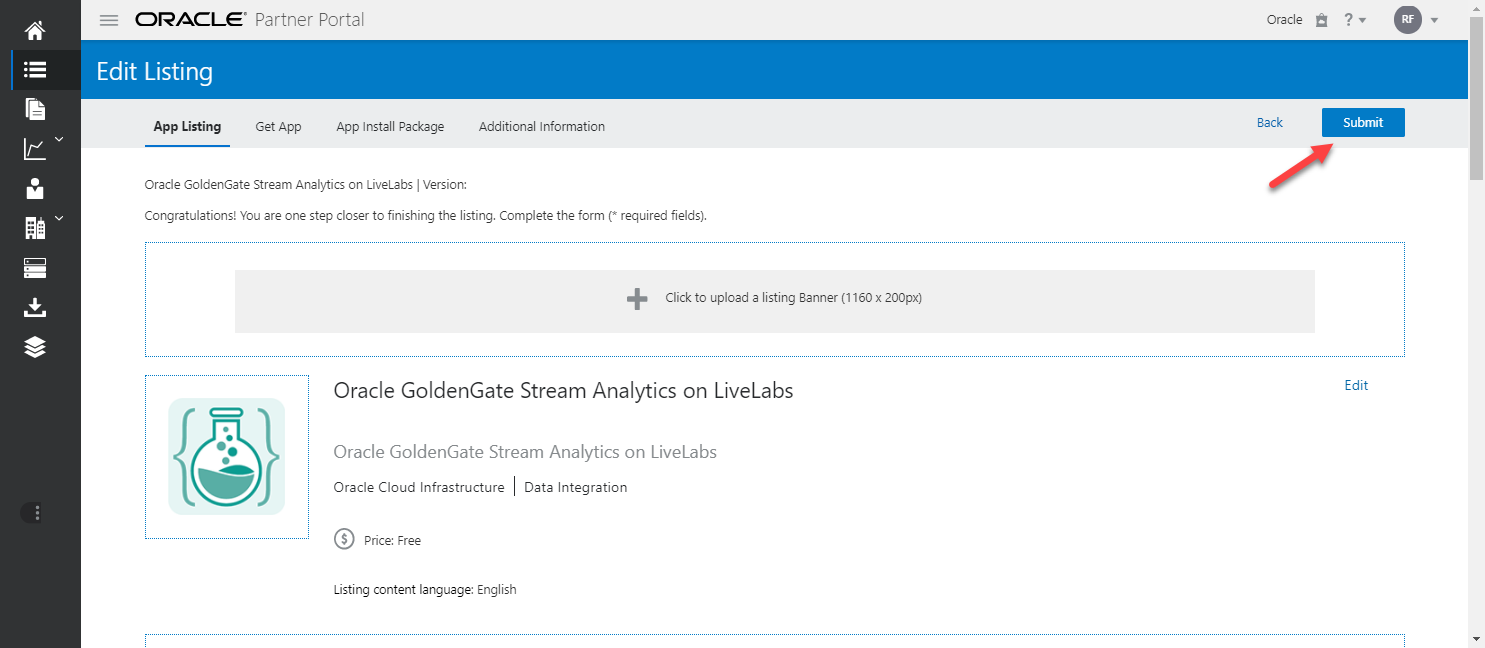 ORACLE Partner Portal
Oracle
?
RF
Edit Listing
App Listing
Get App
App Install Package
Additional Information
Back
Submit
Oracle GoldenGate Stream Analytics on LiveLabs | Version:
Congratulations! You are one step closer to finishing the listing. Complete the form (* required fields).
Click to upload a listing Banner (1160 x 200px)
Oracle GoldenGate Stream Analytics on LiveLabs
Edit
Oracle GoldenGate Stream Analytics on LiveLabs
Oracle Cloud Infrastructure | Data Integration
$ Price: Free
Listing content language: English